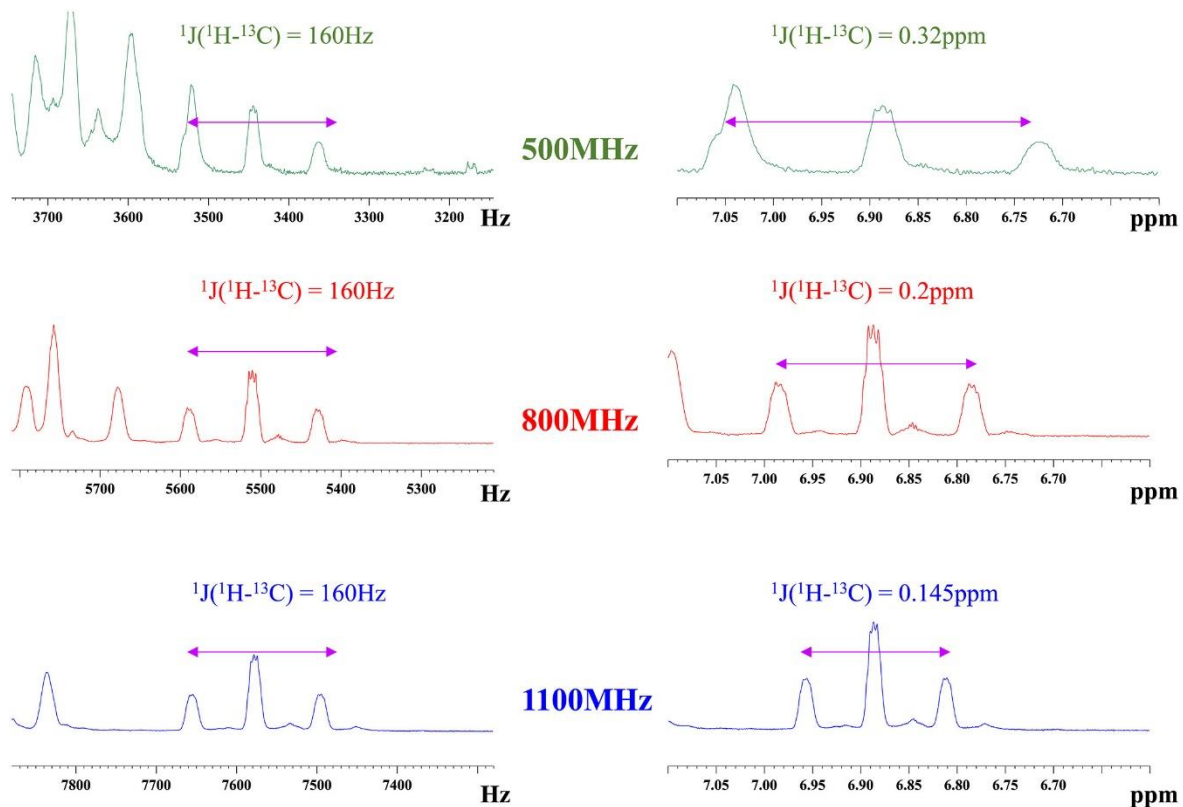 ¹J(¹H-¹³C) = 160Hz
¹J(¹H-¹³C) = 0.32ppm
500MHz
3700 3600 3500 3400 3300 3200
Hz
7.05 7.00 6.95 6.90 6.85 6.80 6.75 6.70
ppm
¹J(¹H-¹³C) = 160Hz
¹J(¹H-¹³C) = 0.2ppm
800MHz
5700 5600 5500 5400 5300
Hz
7.05 7.00 6.95 6.90 6.85 6.80 6.75 6.70
ppm
¹J(¹H-¹³C) = 160Hz
¹J(¹H-¹³C) = 0.145ppm
1100MHz
7800 7700 7600 7500 7400
Hz
7.05 7.00 6.95 6.90 6.85 6.80 6.75 6.70
ppm